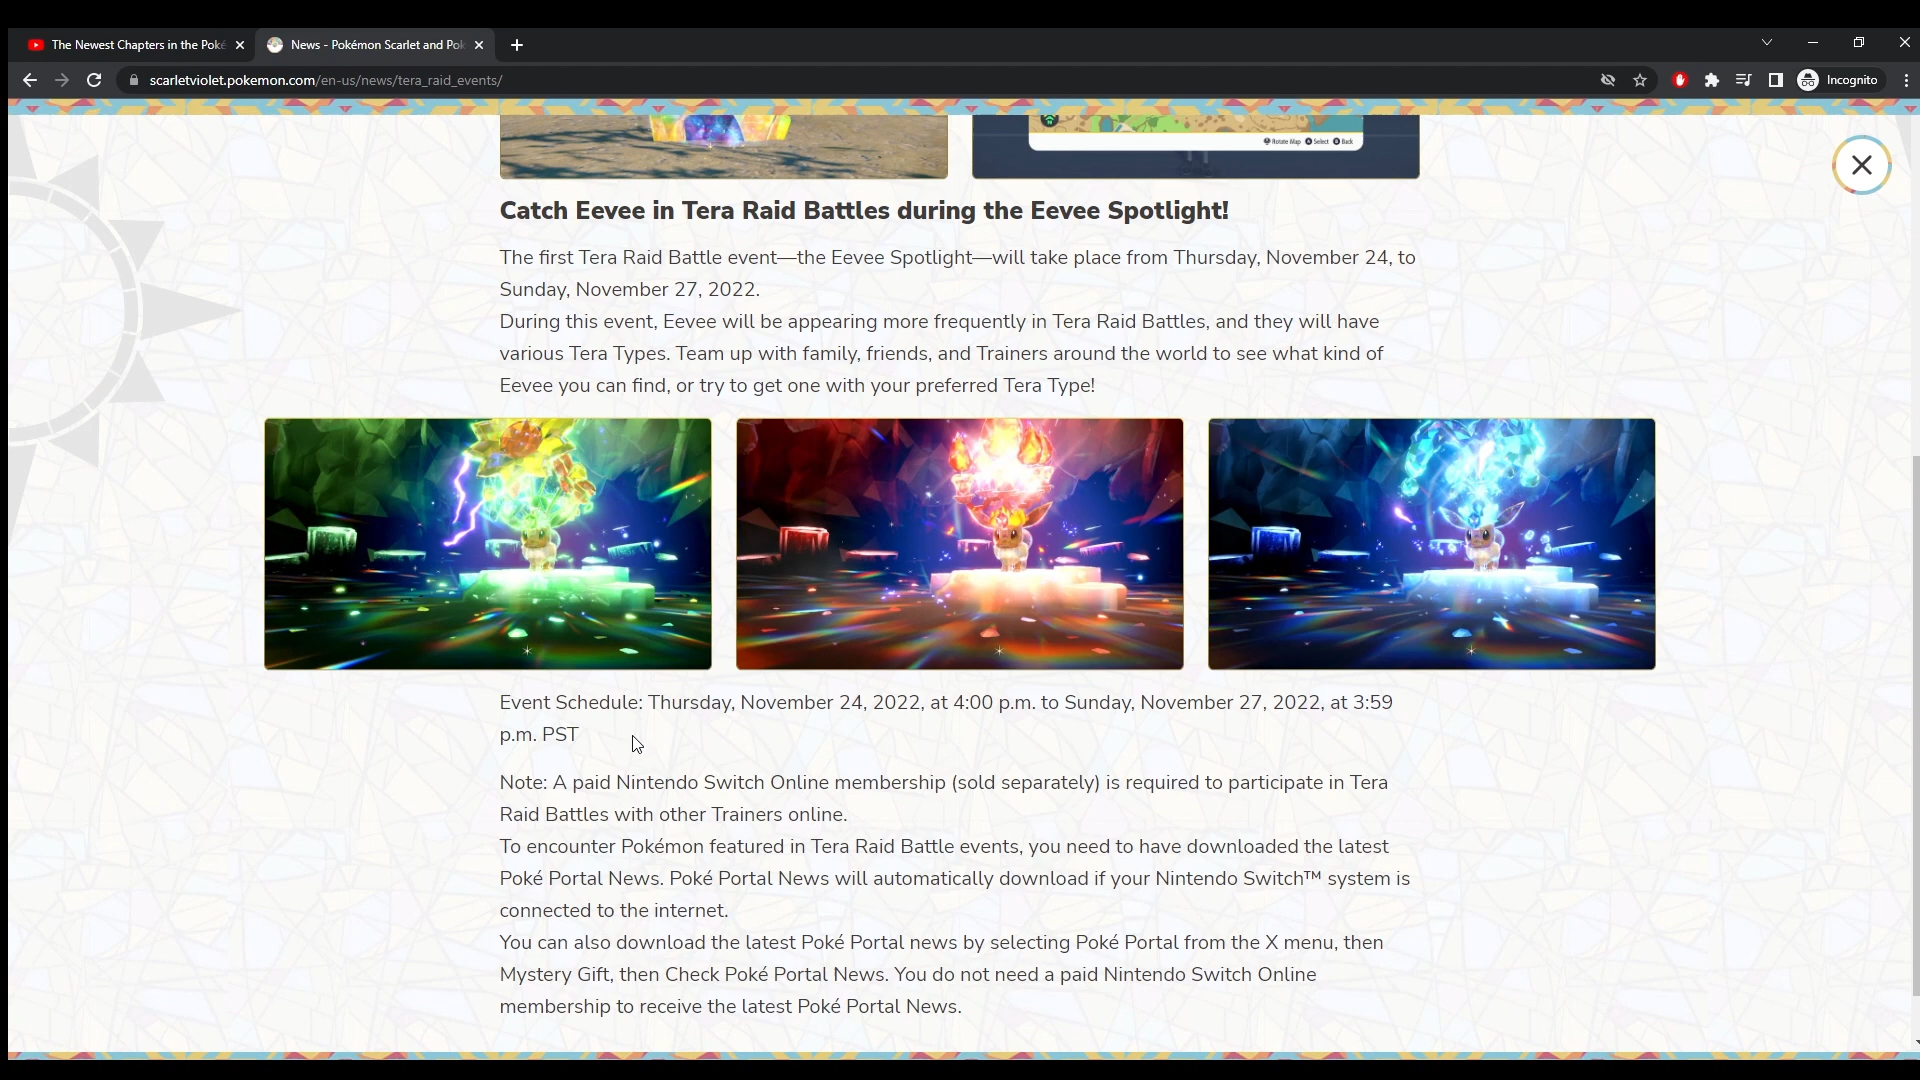 The Newest Chapters in the Poké
News - Pokémon Scarlet and Pok
scarletviolet.pokemon.com/en-us/news/tera_raid_events/
Incognito
Rotate Map A Select B Back
Catch Eevee in Tera Raid Battles during the Eevee Spotlight!
The first Tera Raid Battle event—the Eevee Spotlight—will take place from Thursday, November 24, to
Sunday, November 27, 2022.
During this event, Eevee will be appearing more frequently in Tera Raid Battles, and they will have
various Tera Types. Team up with family, friends, and Trainers around the world to see what kind of
Eevee you can find, or try to get one with your preferred Tera Type!
Event Schedule: Thursday, November 24, 2022, at 4:00 p.m. to Sunday, November 27, 2022, at 3:59
p.m. PST
Note: A paid Nintendo Switch Online membership (sold separately) is required to participate in Tera
Raid Battles with other Trainers online.
To encounter Pokémon featured in Tera Raid Battle events, you need to have downloaded the latest
Poké Portal News. Poké Portal News will automatically download if your Nintendo Switch™ system is
connected to the internet.
You can also download the latest Poké Portal news by selecting Poké Portal from the X menu, then
Mystery Gift, then Check Poké Portal News. You do not need a paid Nintendo Switch Online
membership to receive the latest Poké Portal News.